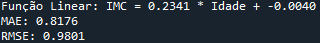 Função Linear: IMC = 0.2341 * Idade + -0.0040
MAE: 0.8176
RMSE: 0.9801